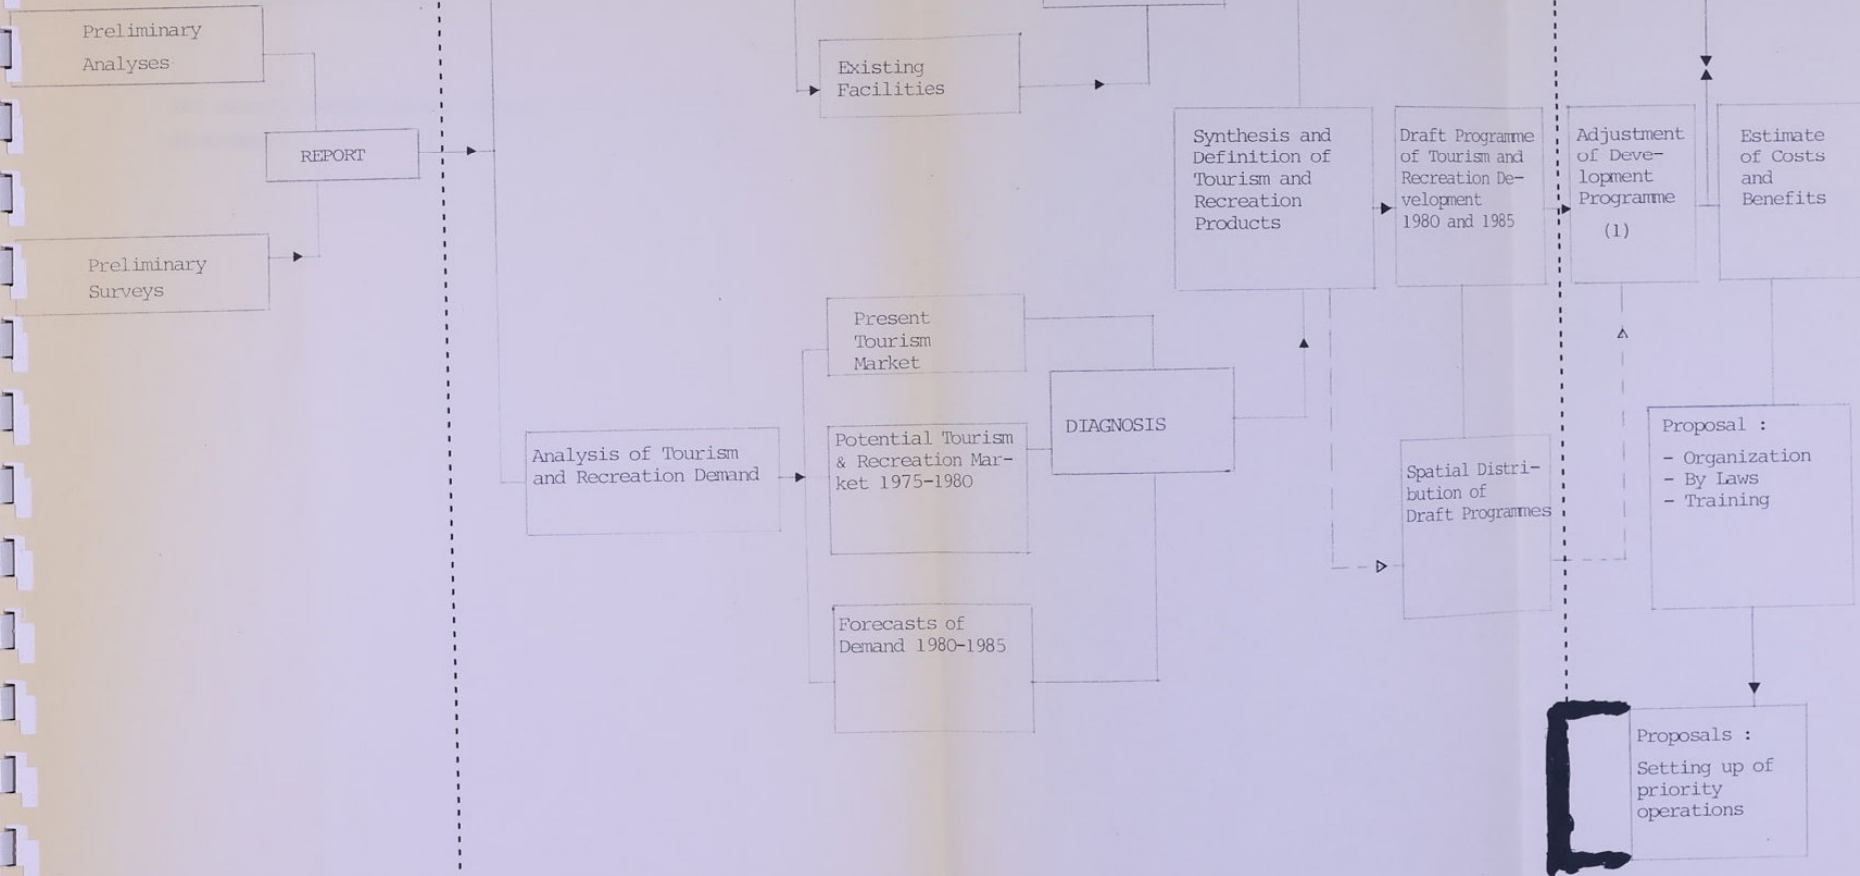 Preliminary
Analyses
REPORT
Preliminary
Surveys
Existing
Facilities
Analysis of Tourism
and Recreation Demand
Present
Tourism
Market
Potential Tourism
& Recreation Mar-
ket 1975-1980
Forecasts of
Demand 1980-1985
DIAGNOSIS
Synthesis and
Definition of
Tourism and
Recreation
Products
Draft Programme
of Tourism and
Recreation De-
velopment
1980 and 1985
Spatial Distri-
bution of
Draft Programmes
Adjustment
of Deve-
lopment
Programme
(1)
Estimate
of Costs
and
Benefits
Proposal :
- Organization
- By Laws
- Training
Proposals :
Setting up of
priority
operations